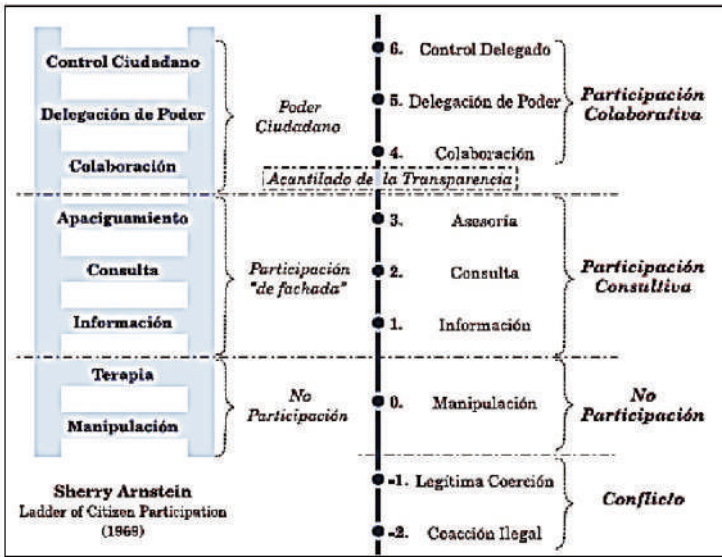 Control Ciudadano
Delegación de Poder
Colaboración
Poder
Ciudadano
Apaciguamiento
Consulta
Información
Participación
"de fachada"
Terapia
Manipulación
No
Participación
Sherry Arnstein
Ladder of Citizen Participation
(1969)
6. Control Delegado
5. Delegación de Poder
4. Colaboración
Participación
Colaborativa
Acantilado de la Transparencia
3. Asesoría
2. Consulta
1. Información
Participación
Consultiva
0. Manipulación
No
Participación
-1. Legítima Coerción
-2. Coacción Ilegal
Conflicto